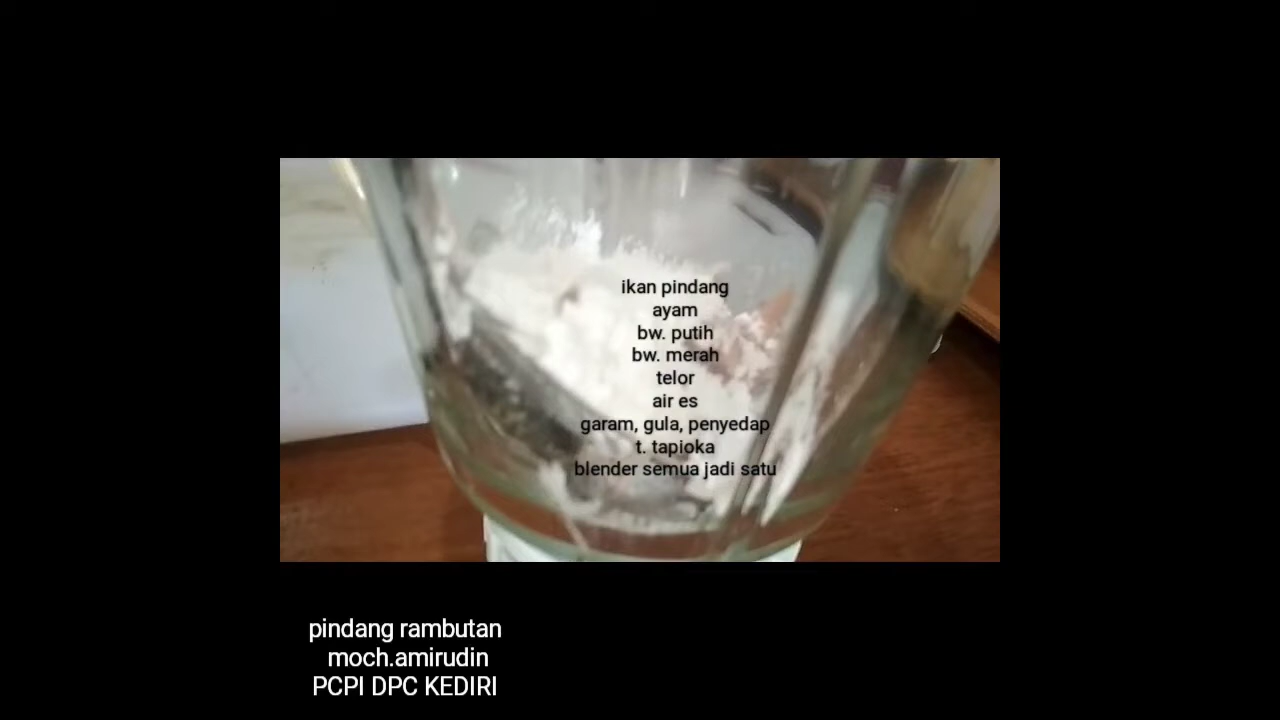 ikan pindang
ayam
bw. putih
bw. merah
telor
air es
garam, gula, penyedap
t. tapioka
blender semua jadi satu
pindang rambutan
moch.amirudin
PCPI DPC KEDIRI